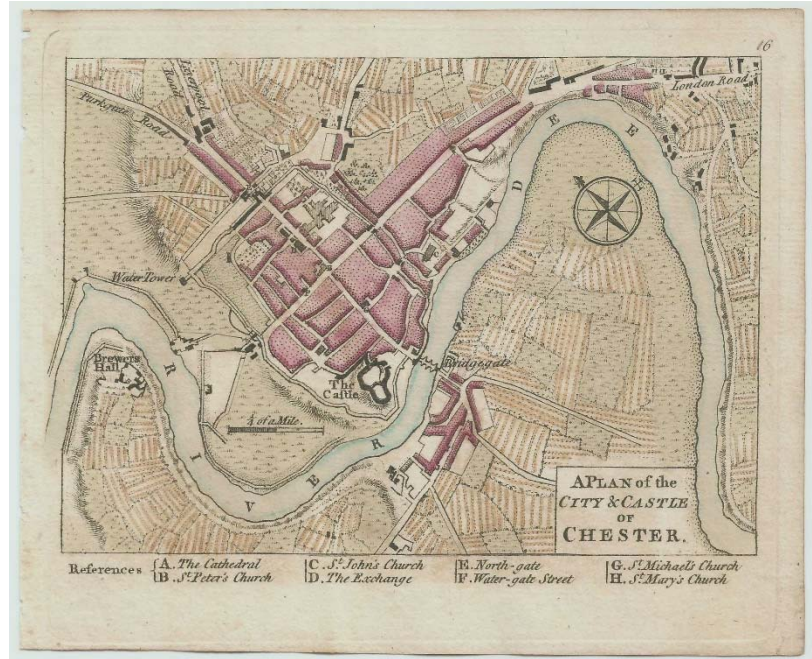 16
Liverpool Road
Parkgate Road
London Road
Water Tower
Brewers Hall
The Castle
Bridgegate
¼ of a Mile.
RIVER
DEE
A PLAN of the
CITY & CASTLE
OF
CHESTER.
References
A. The Cathedral
B. St. Peter's Church
C. St. John's Church
D. The Exchange
E. North-gate
F. Water-gate Street
G. St. Michael's Church
H. St. Mary's Church